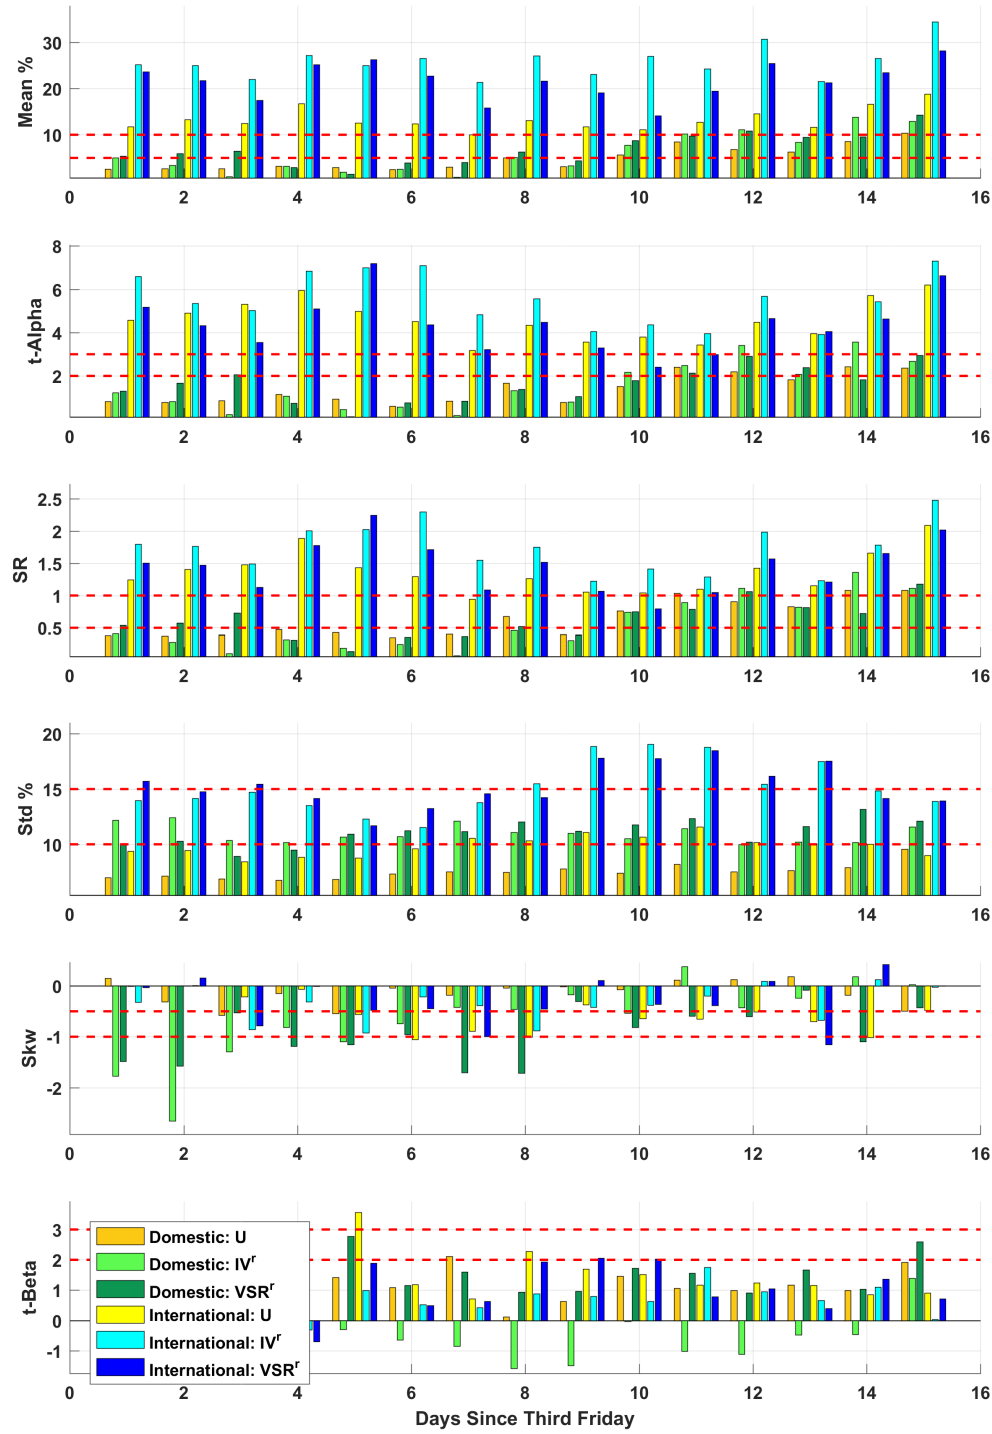 Mean %
30
20
10
0 2 4 6 8 10 12 14 16
t-Alpha
8
6
4
2
0 2 4 6 8 10 12 14 16
SR
2.5
2
1.5
1
0.5
0 2 4 6 8 10 12 14 16
Std %
20
15
10
0 2 4 6 8 10 12 14 16
Skw
0
-1
-2
0 2 4 6 8 10 12 14 16
t-Beta
3
2
1
0
-1
Domestic: U
Domestic: IVʳ
Domestic: VSRʳ
International: U
International: IVʳ
International: VSRʳ
0 2 4 6 8 10 12 14 16
Days Since Third Friday